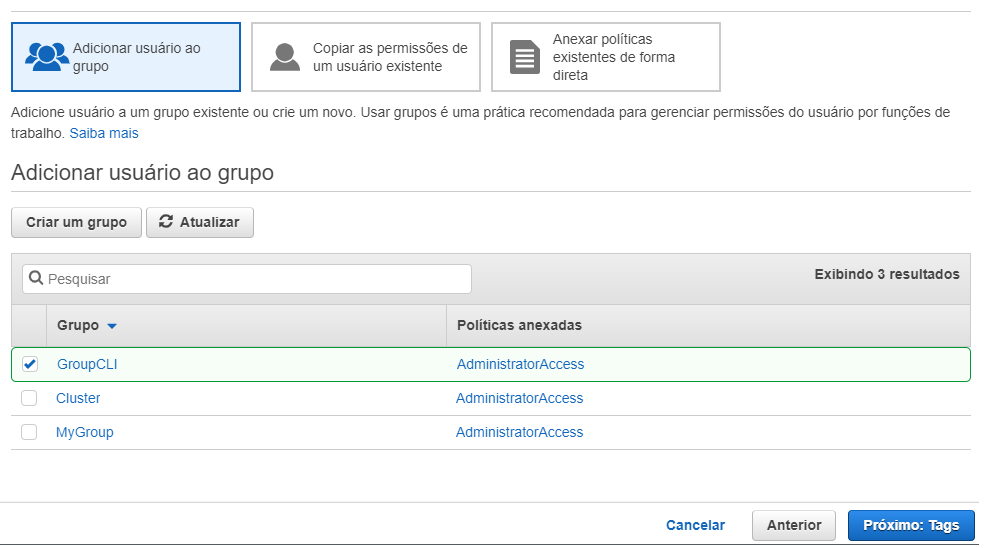 Adicionar usuário ao
grupo
Copiar as permissões de
um usuário existente
Anexar políticas
existentes de forma
direta
Adicione usuário a um grupo existente ou crie um novo. Usar grupos é uma prática recomendada para gerenciar permissões do usuário por funções de
trabalho. Saiba mais
Adicionar usuário ao grupo
Criar um grupo Atualizar
Pesquisar Exibindo 3 resultados
Grupo Políticas anexadas
GroupCLI AdministratorAccess
Cluster AdministratorAccess
MyGroup AdministratorAccess
Cancelar Anterior Próximo: Tags